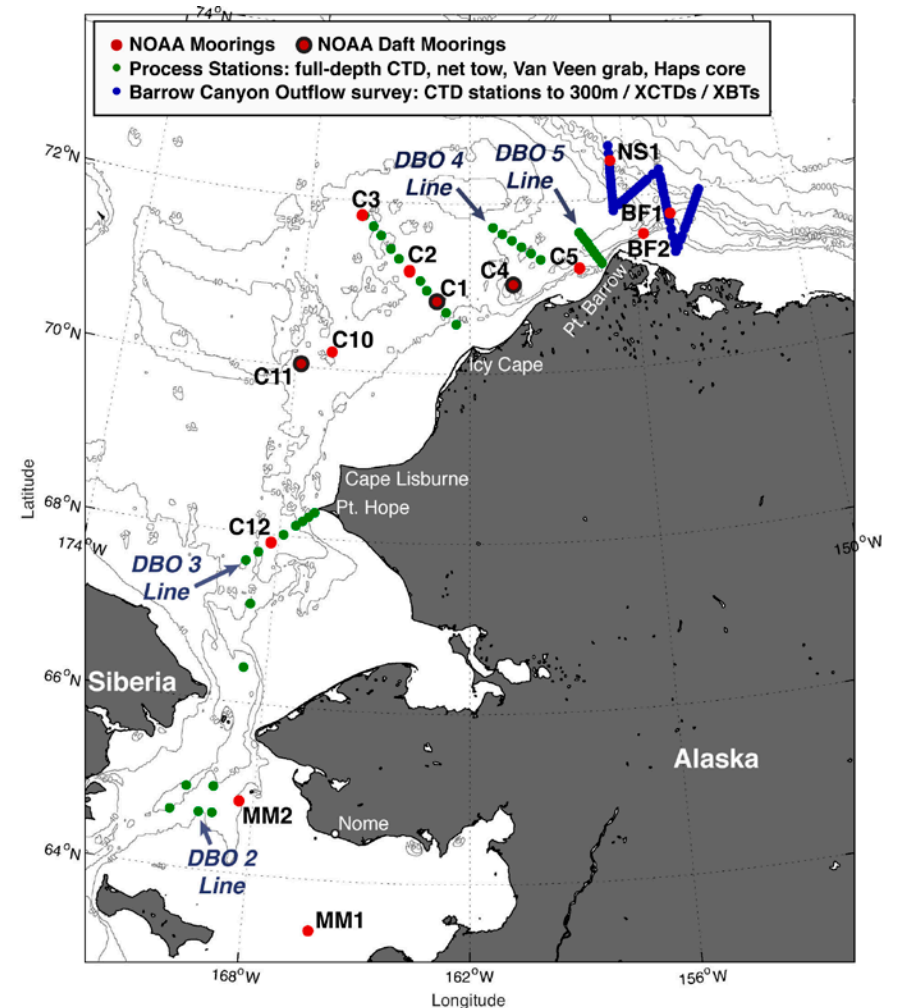 74°N
NOAA Moorings NOAA Daft Moorings
Process Stations: full-depth CTD, net tow, Van Veen grab, Haps core
Barrow Canyon Outflow survey: CTD stations to 300m / XCTDs / XBTs
72°N
DBO 4
Line
DBO 5
Line
NS1
C3
BF1
BF2
C2
C5
C4
C1
Pt. Barrow
70°N
C10
C11
Icy Cape
Latitude
Cape Lisburne
68°N
Pt. Hope
C12
174°W
150°W
DBO 3
Line
66°N
Siberia
Alaska
MM2
Nome
64°N
DBO 2
Line
MM1
168°W
162°W
156°W
Longitude